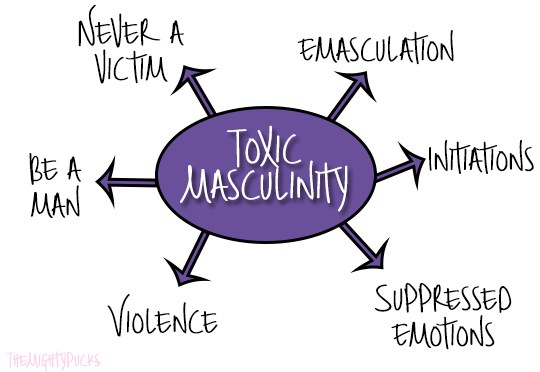 NEVER A
VICTIM
EMASCULATION
TOXIC
MASCULINITY
INITIATIONS
BE A
MAN
VIOLENCE
SUPPRESSED
EMOTIONS
THEMIGHTYPUCKS